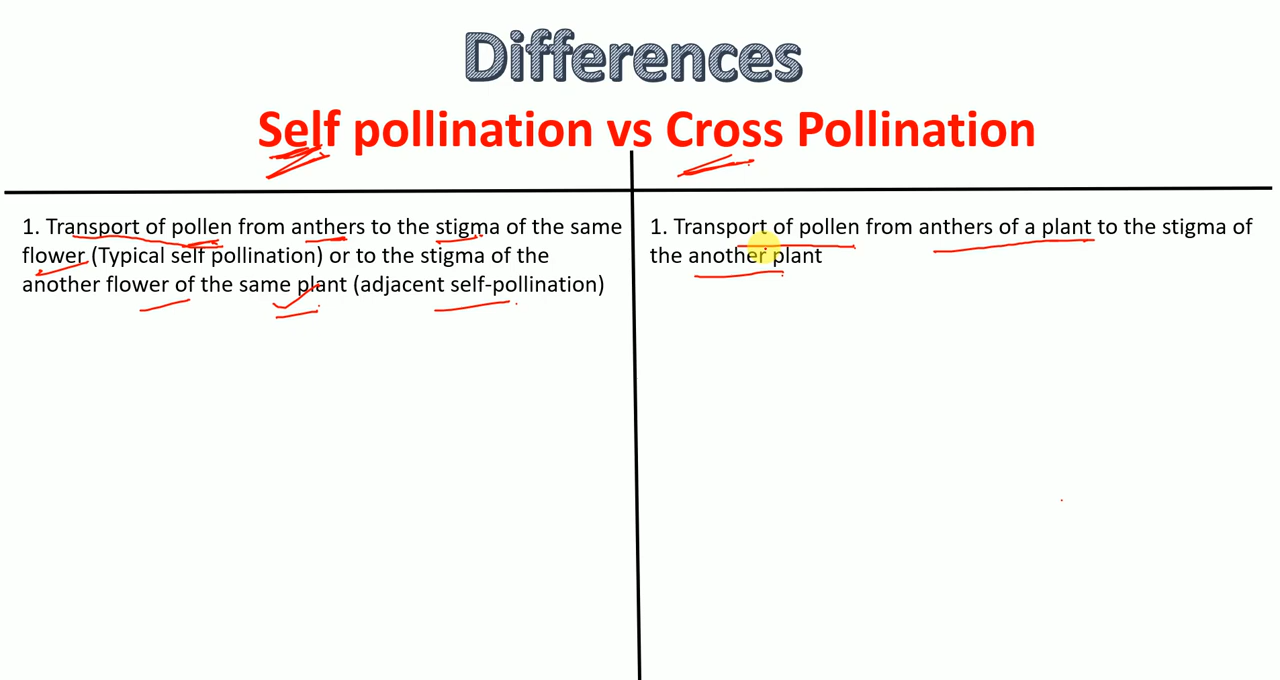 Differences
Self pollination vs Cross Pollination
1. Transport of pollen from anthers to the stigma of the same
flower (Typical self pollination) or to the stigma of the
another flower of the same plant (adjacent self-pollination)
1. Transport of pollen from anthers of a plant to the stigma of
the another plant